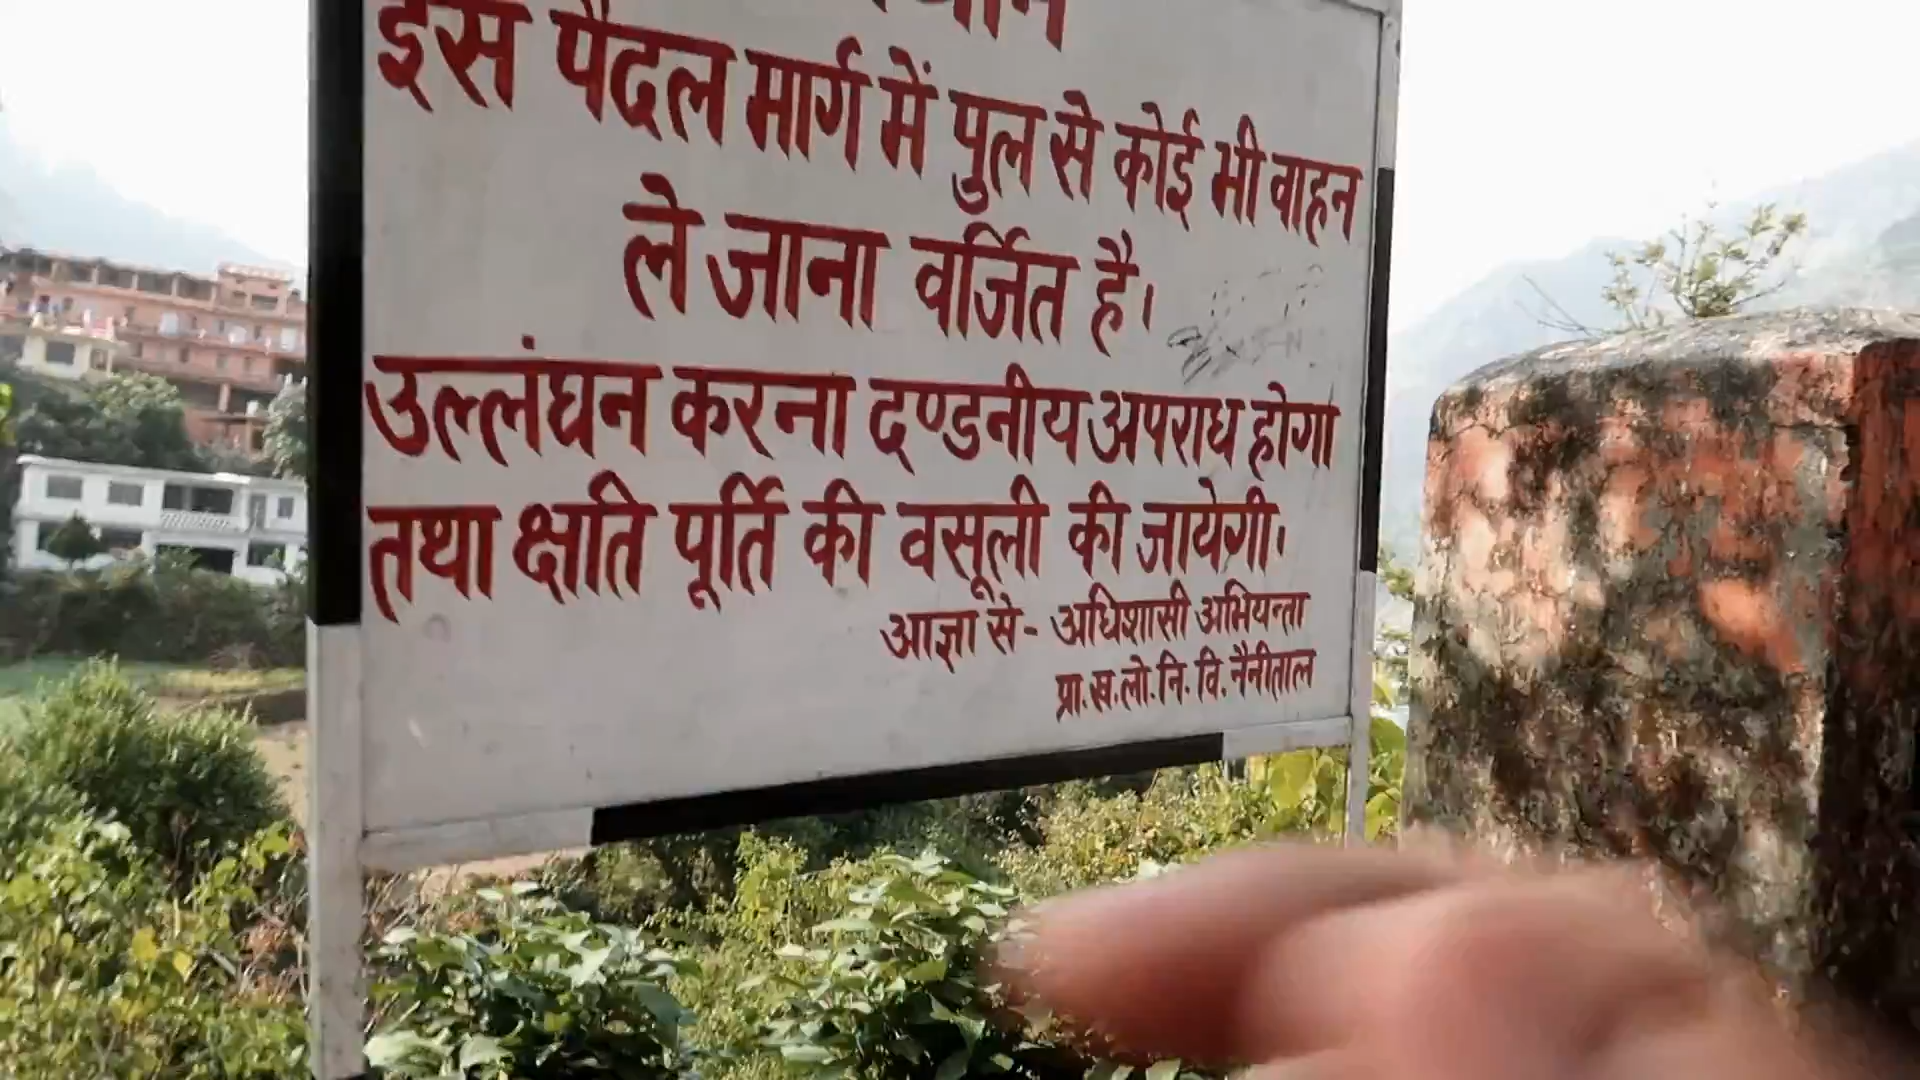 इस पैदल मार्ग में पुल से कोई भी वाहन
ले जाना वर्जित है।
उल्लंघन करना दण्डनीय अपराध होगा
तथा क्षति पूर्ति की वसूली की जायेगी।
आज्ञा से- अधिशासी अभियन्ता
प्रा.ख.लो.नि. वि. नैनीताल